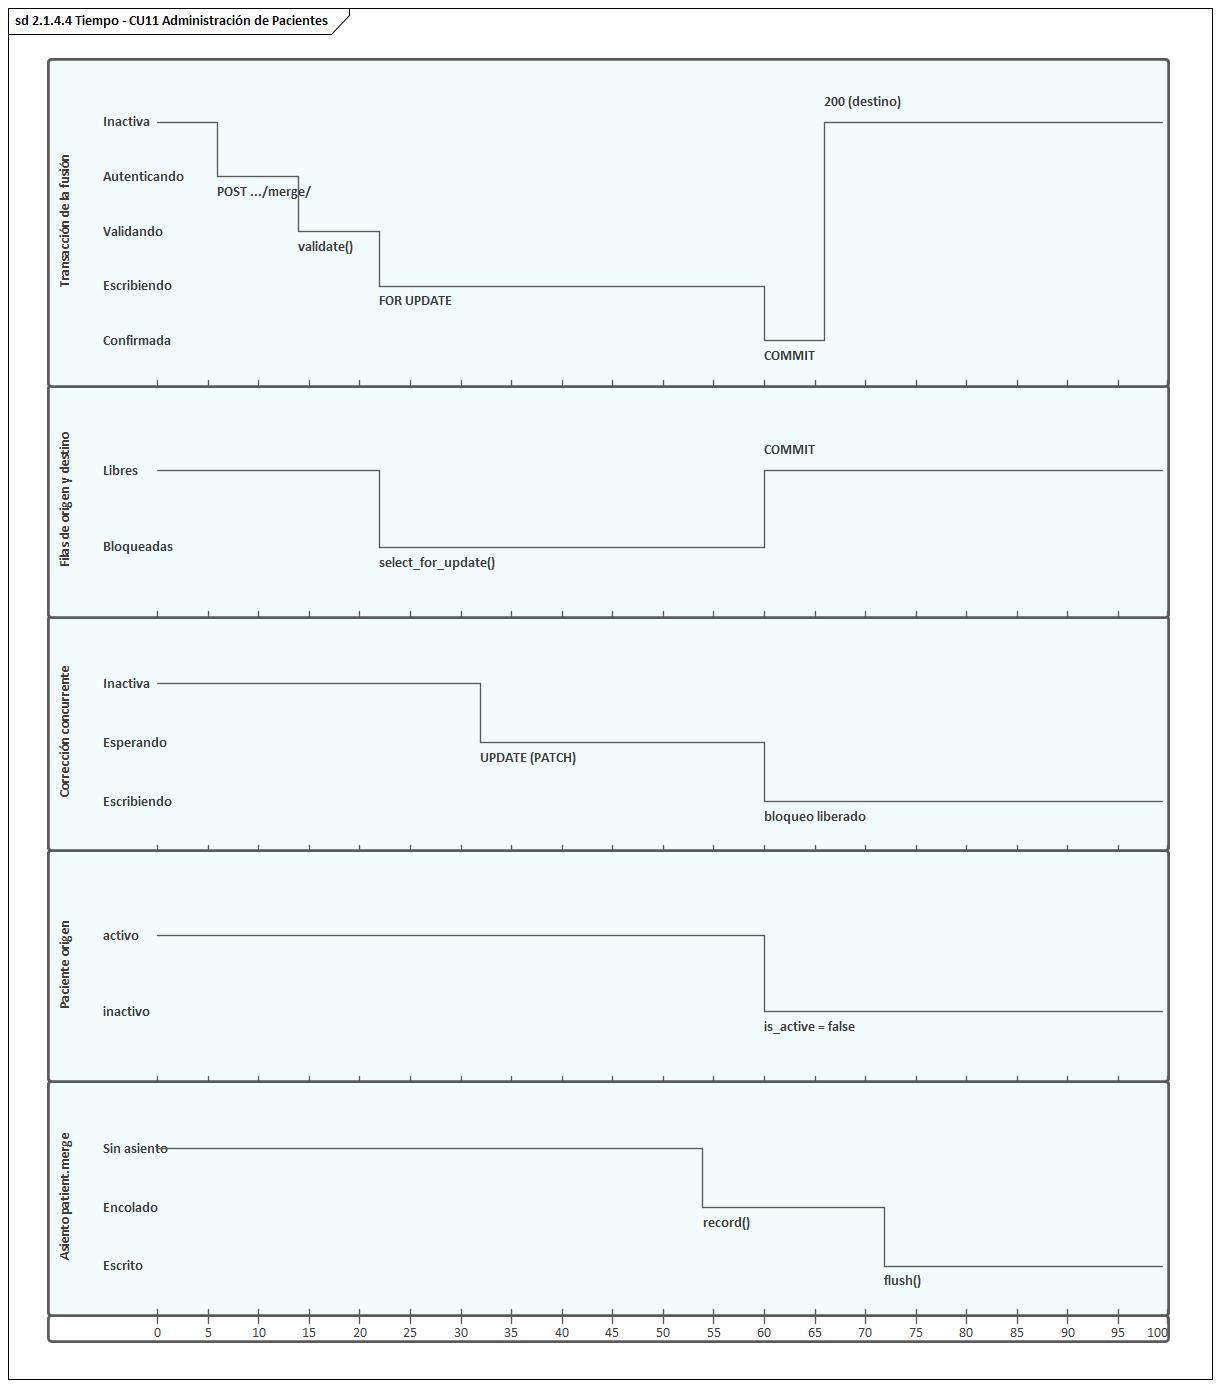 sd 2.1.4.4 Tiempo - CU11 Administración de Pacientes
Transacción de la fusión
200 (destino)
Inactiva
Autenticando
POST .../merge/
Validando
validate()
Escribiendo
FOR UPDATE
Confirmada
COMMIT
Filas de origen y destino
COMMIT
Libres
Bloqueadas
select_for_update()
Corrección concurrente
Inactiva
Esperando
UPDATE (PATCH)
Escribiendo
bloqueo liberado
Paciente origen
activo
inactivo
is_active = false
Asiento patient.merge
Sin asiento
Encolado
record()
Escrito
flush()
0 5 10 15 20 25 30 35 40 45 50 55 60 65 70 75 80 85 90 95 100